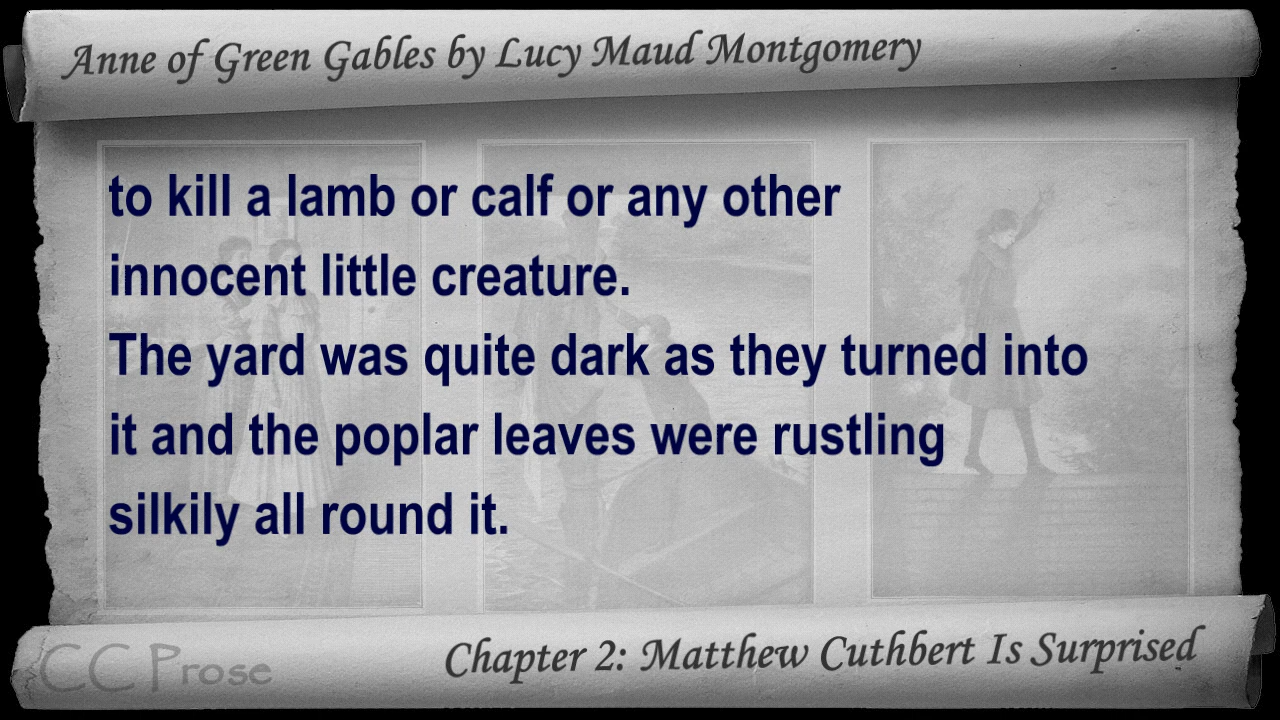 Anne of Green Gables by Lucy Maud Montgomery
to kill a lamb or calf or any other
innocent little creature.
The yard was quite dark as they turned into
it and the poplar leaves were rustling
silkily all round it.
CC Prose
Chapter 2: Matthew Cuthbert Is Surprised